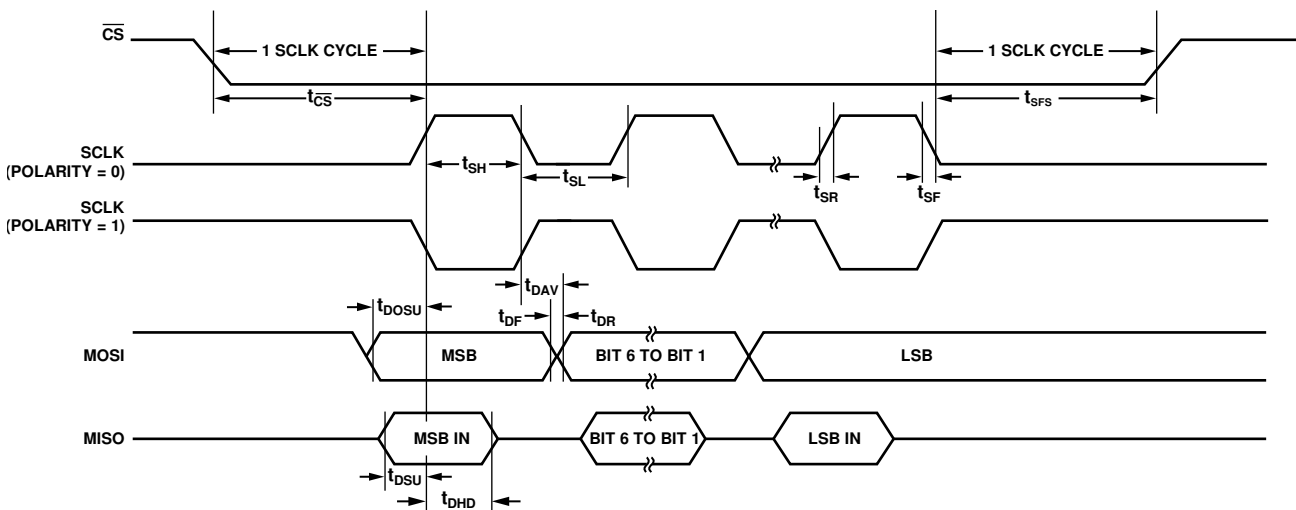 CS
1 SCLK CYCLE
1 SCLK CYCLE
tCS
tSFS
SCLK
(POLARITY = 0)
tSH
tSL
tSR
tSF
SCLK
(POLARITY = 1)
tDAV
tDOSU
tDF
tDR
MOSI
MSB
BIT 6 TO BIT 1
LSB
MISO
MSB IN
BIT 6 TO BIT 1
LSB IN
tDSU
tDHD